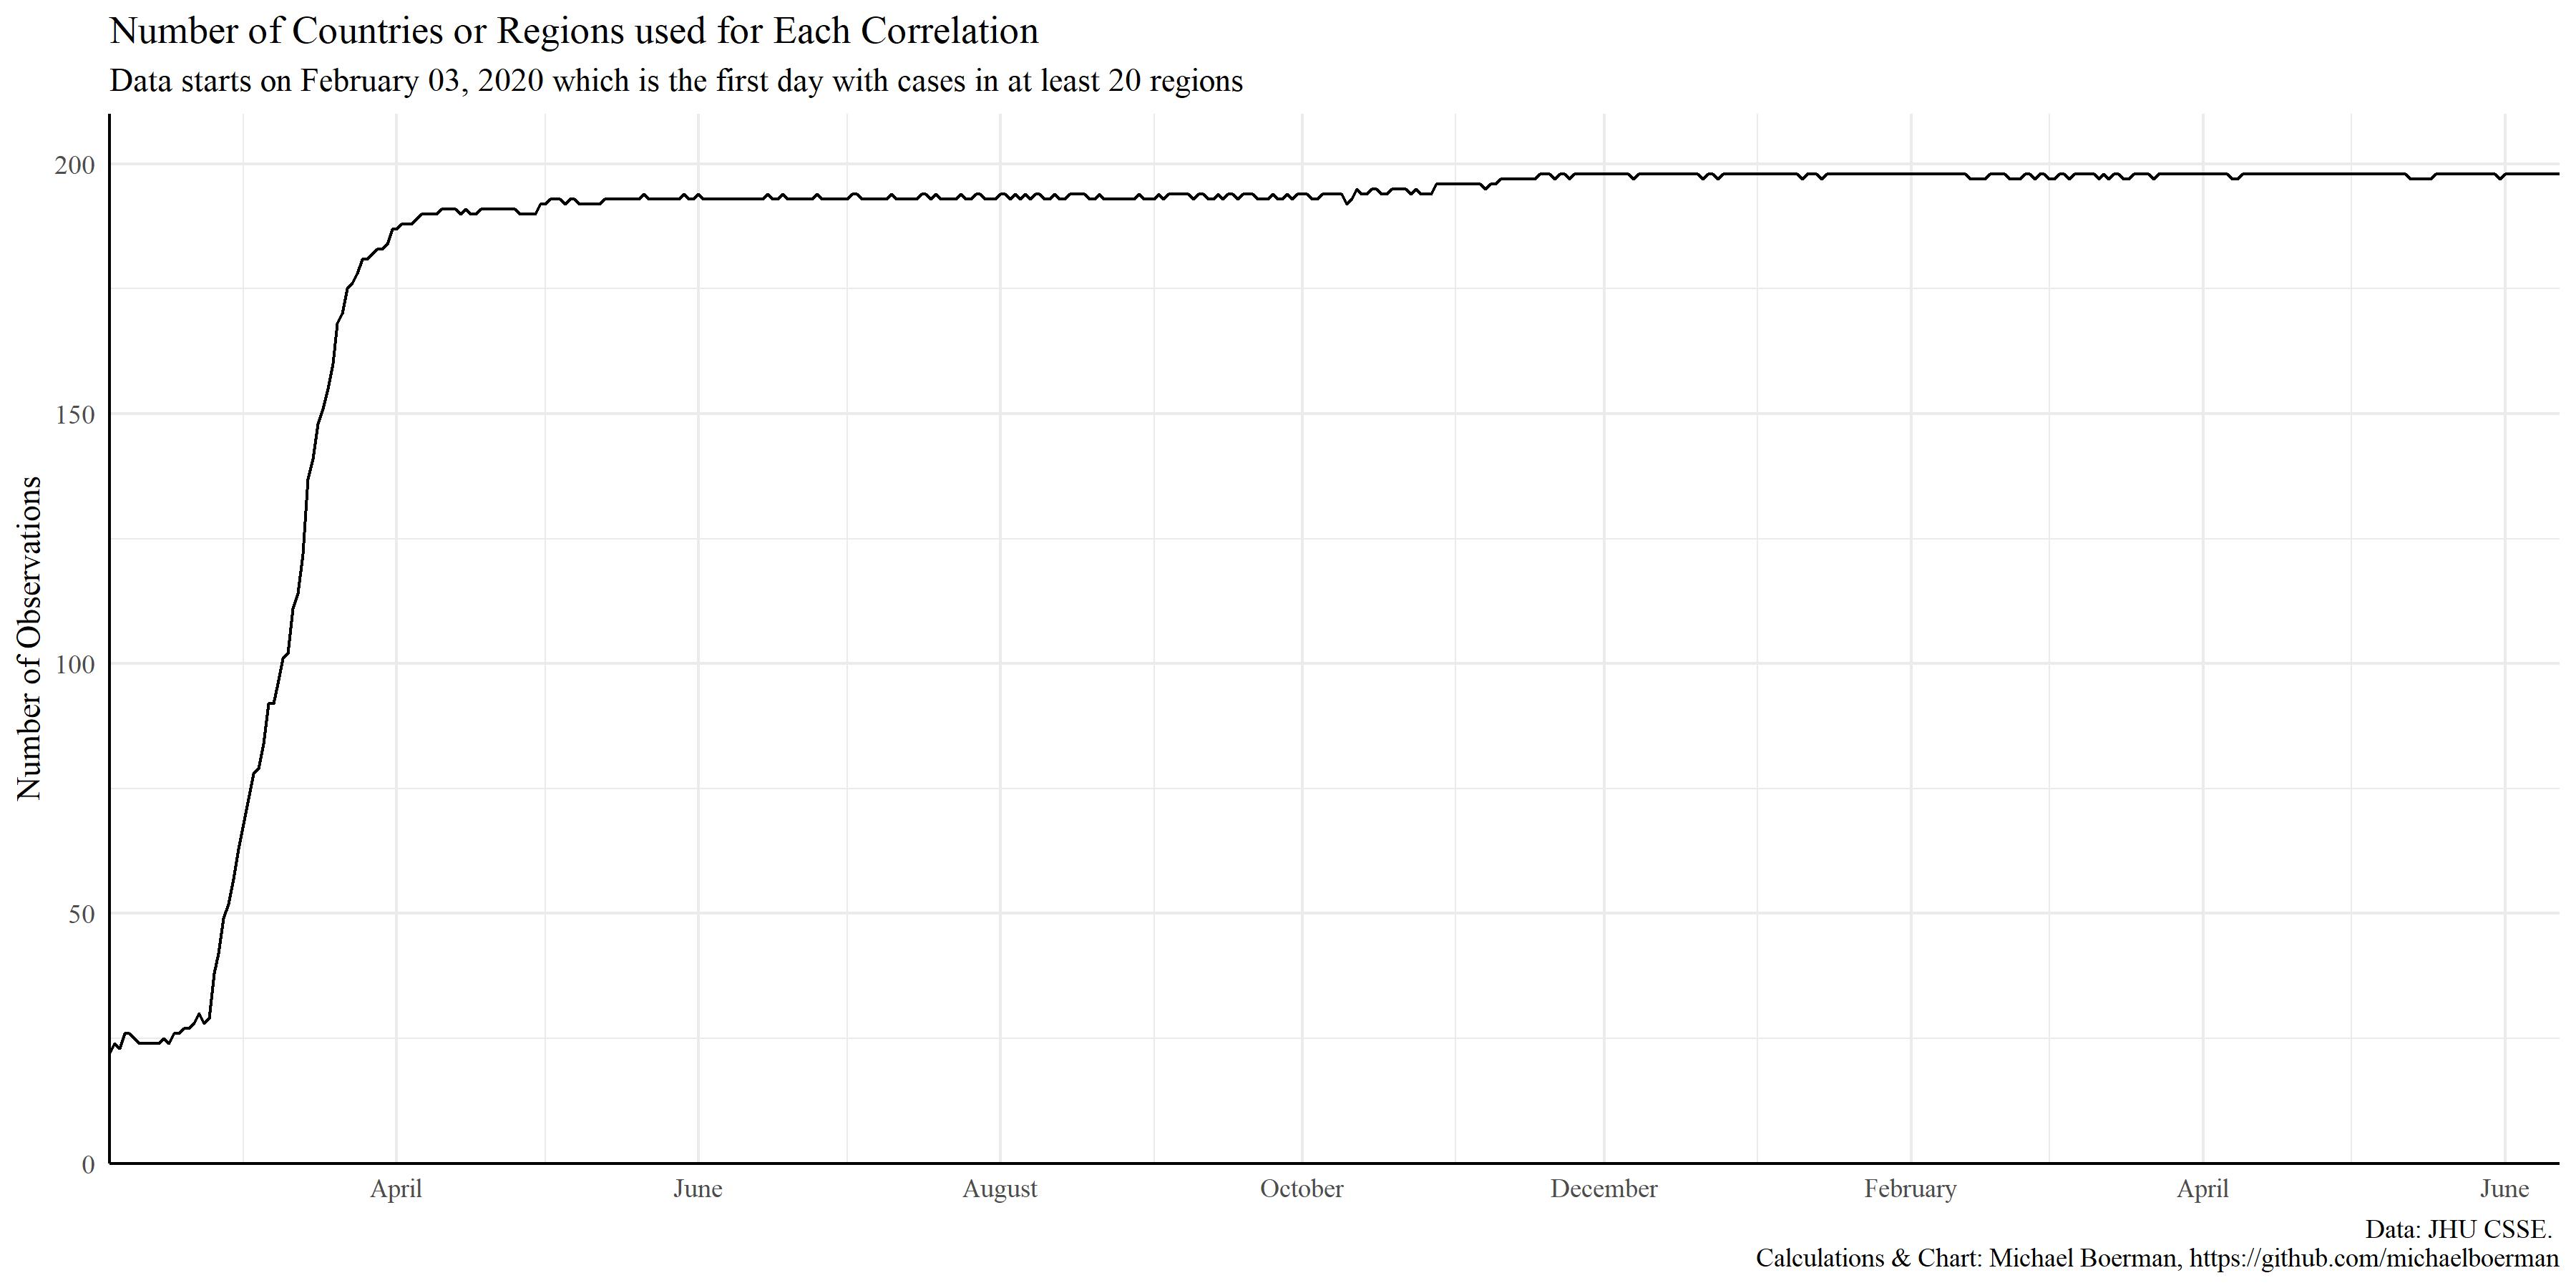 Number of Countries or Regions used for Each Correlation
Data starts on February 03, 2020 which is the first day with cases in at least 20 regions
200
150
100
50
0
Number of Observations
April June August October December February April June
Data: JHU CSSE.
Calculations & Chart: Michael Boerman, https://github.com/michaelboerman